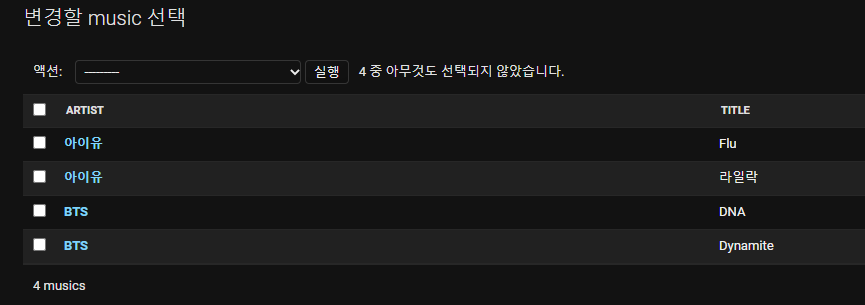 변경할 music 선택
액션: --------- 실행 4 중 아무것도 선택되지 않았습니다.
ARTIST TITLE
아이유 Flu
아이유 라일락
BTS DNA
BTS Dynamite
4 musics